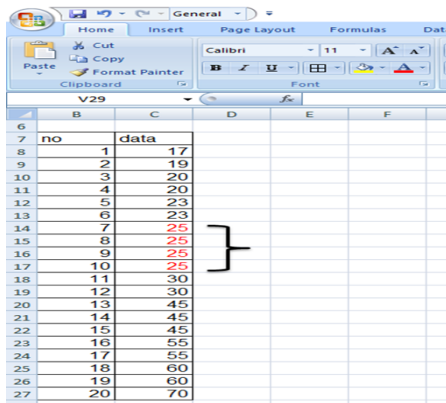 General
Home Insert Page Layout Formulas Dat
Cut
Copy
Format Painter
Paste
Clipboard
Calibri 11 A A
B I U A
Font
V29 fx
B C D E F
6
7 no data
8 1 17
9 2 19
10 3 20
11 4 20
12 5 23
13 6 23
14 7 25
15 8 25
16 9 25
17 10 25
18 11 30
19 12 30
20 13 45
21 14 45
22 15 45
23 16 55
24 17 55
25 18 60
26 19 60
27 20 70